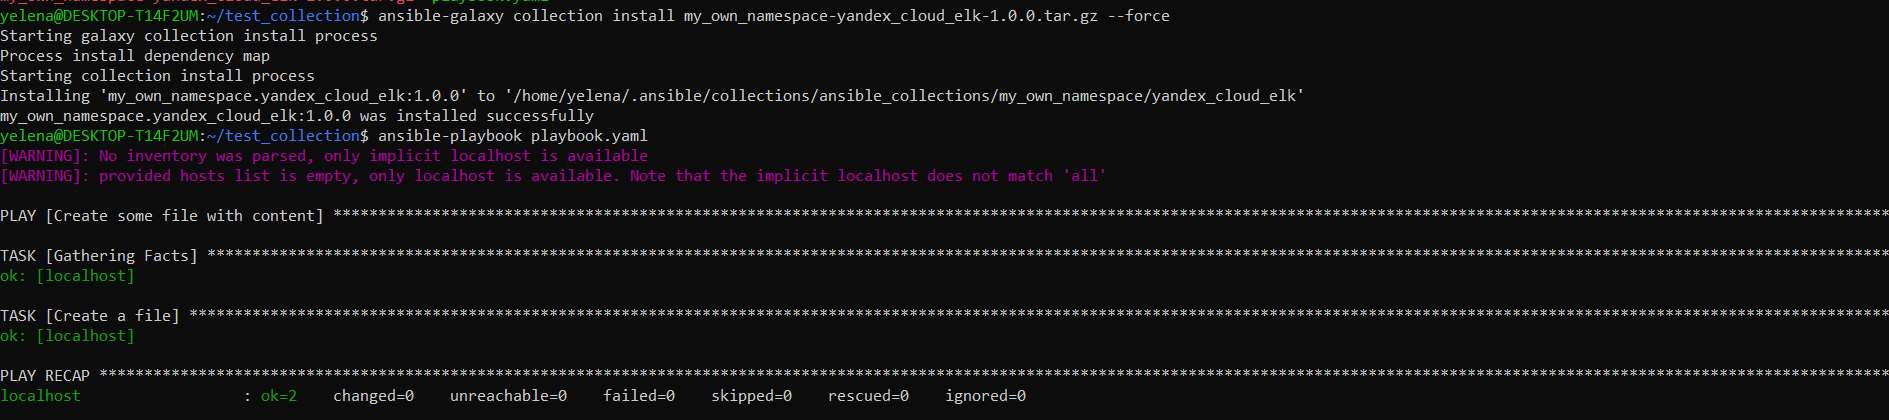 yelena@DESKTOP-T14F2UM:~/test_collection$ ansible-galaxy collection install my_own_namespace-yandex_cloud_elk-1.0.0.tar.gz --force
Starting galaxy collection install process
Process install dependency map
Starting collection install process
Installing 'my_own_namespace.yandex_cloud_elk:1.0.0' to '/home/yelena/.ansible/collections/ansible_collections/my_own_namespace/yandex_cloud_elk'
my_own_namespace.yandex_cloud_elk:1.0.0 was installed successfully
yelena@DESKTOP-T14F2UM:~/test_collection$ ansible-playbook playbook.yaml
[WARNING]: No inventory was parsed, only implicit localhost is available
[WARNING]: provided hosts list is empty, only localhost is available. Note that the implicit localhost does not match 'all'
PLAY [Create some file with content] ****************************************************************************************************************************************************************************
TASK [Gathering Facts] ******************************************************************************************************************************************************************************************
ok: [localhost]
TASK [Create a file] ********************************************************************************************************************************************************************************************
ok: [localhost]
PLAY RECAP ******************************************************************************************************************************************************************************************************
localhost                  : ok=2    changed=0    unreachable=0    failed=0    skipped=0    rescued=0    ignored=0